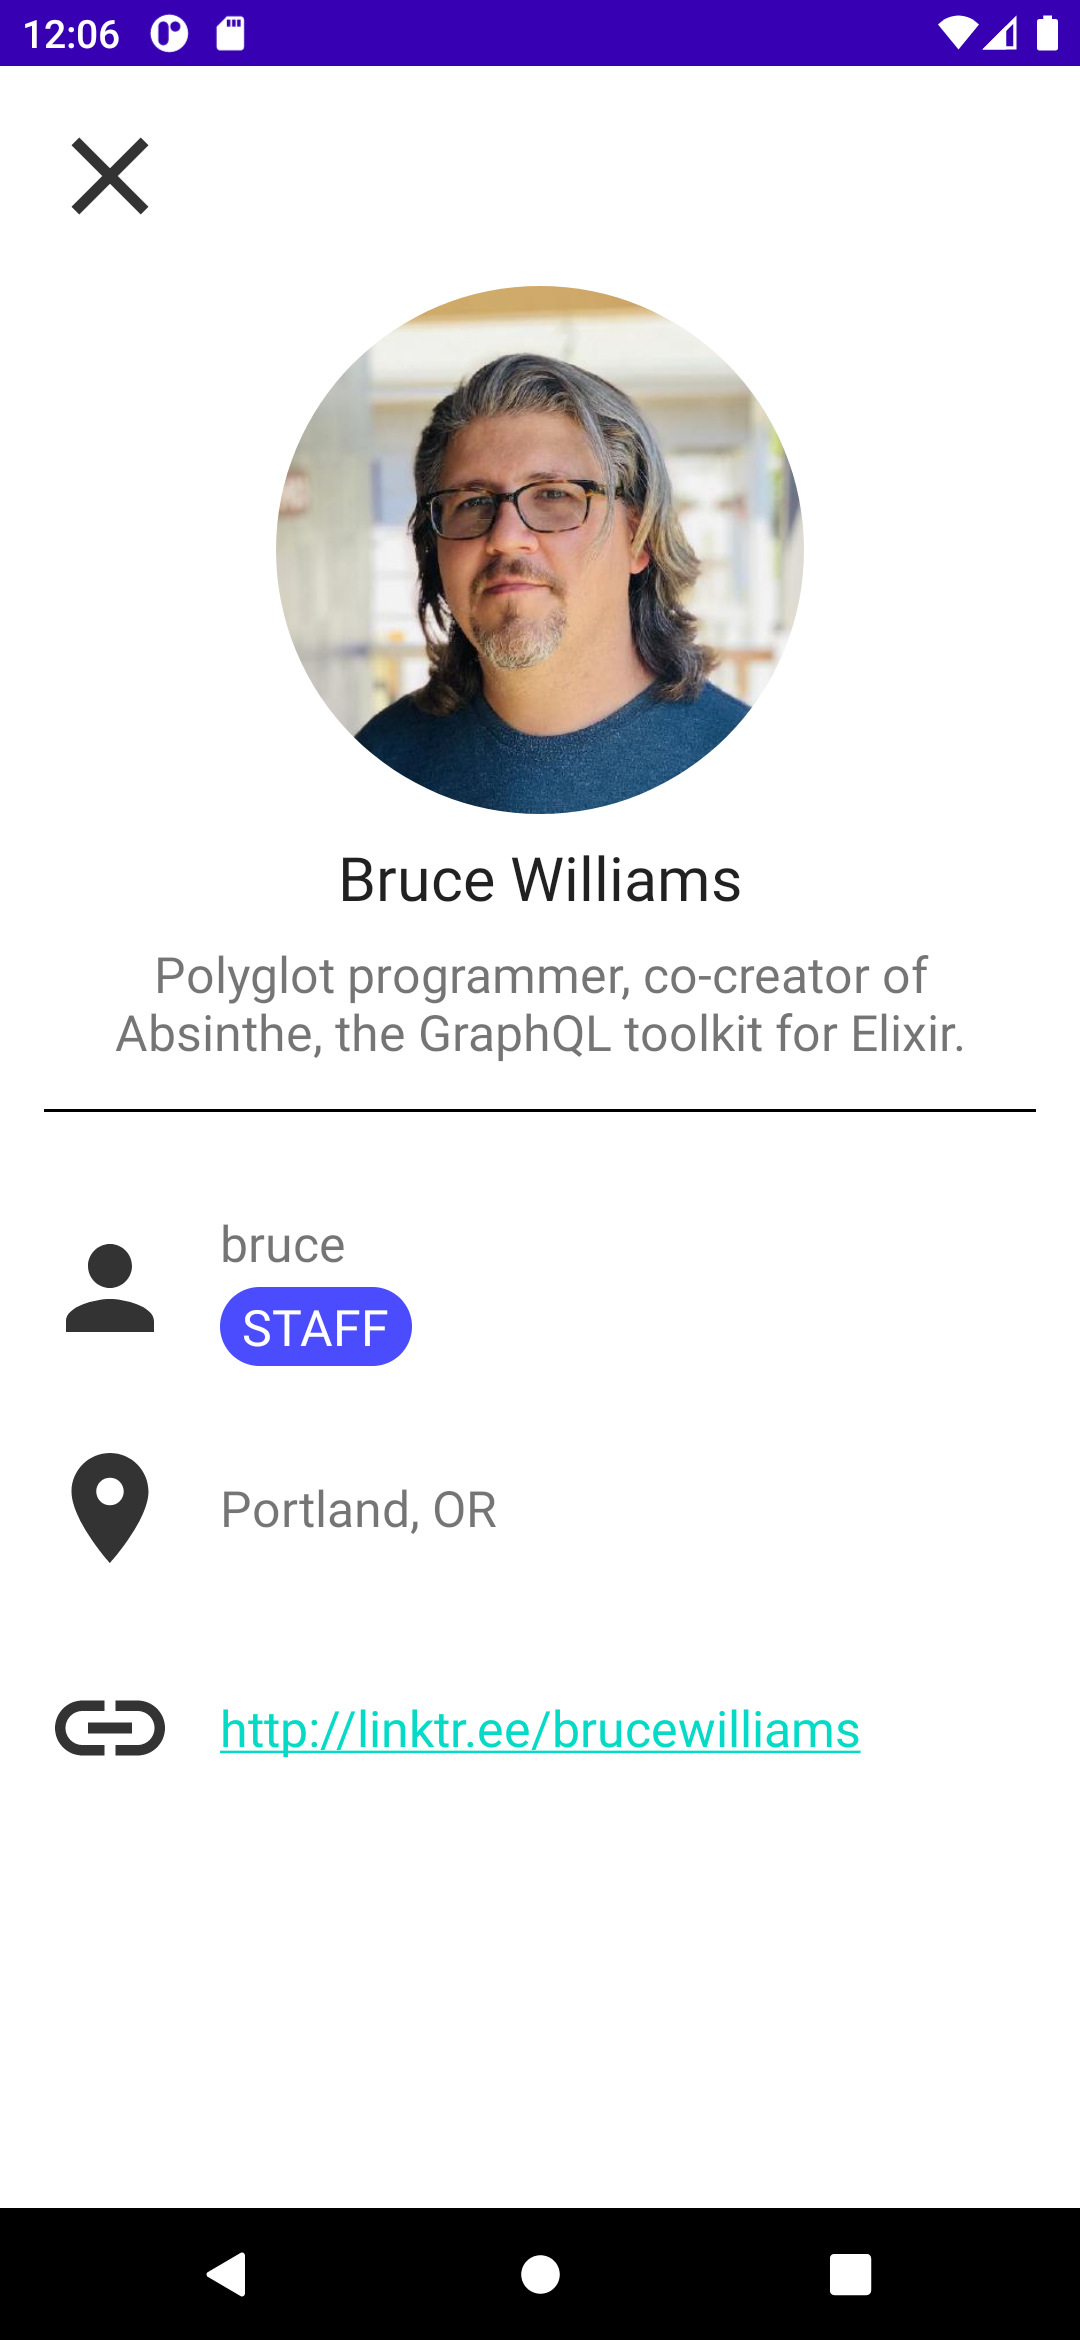 12:06
Bruce Williams
Polyglot programmer, co-creator of
Absinthe, the GraphQL toolkit for Elixir.
bruce
STAFF
Portland, OR
http://linktr.ee/brucewilliams